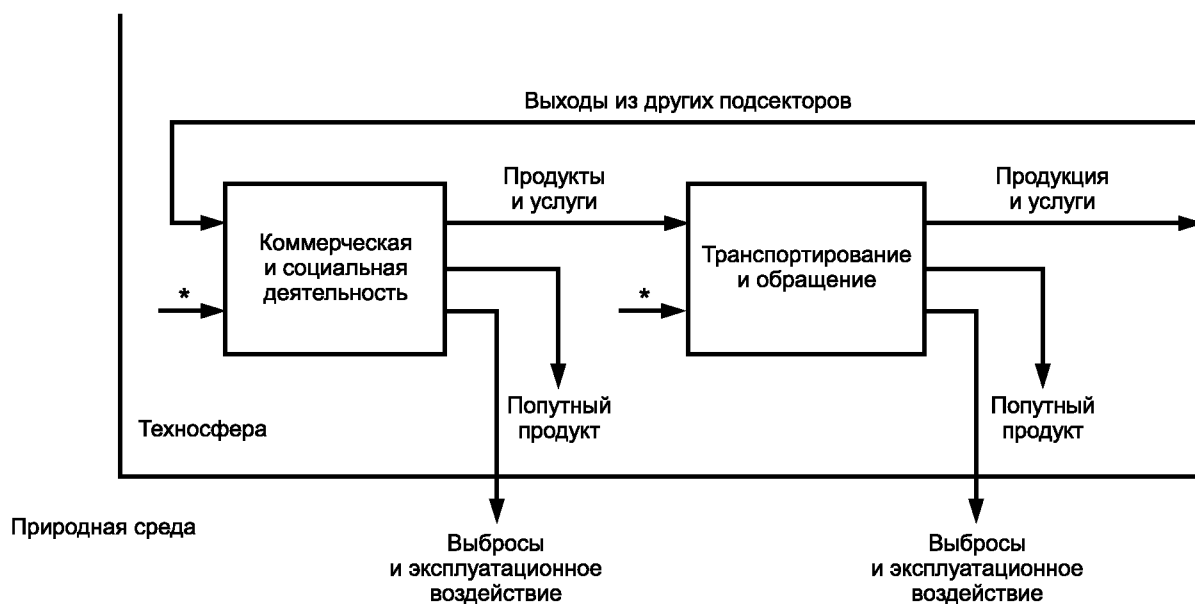 Выходы из других подсекторов
Продукты
и услуги
Продукция
и услуги
Коммерческая
и социальная
деятельность
Транспортирование
и обращение
*
*
Попутный
продукт
Попутный
продукт
Техносфера
Природная среда
Выбросы
и эксплуатационное
воздействие
Выбросы
и эксплуатационное
воздействие